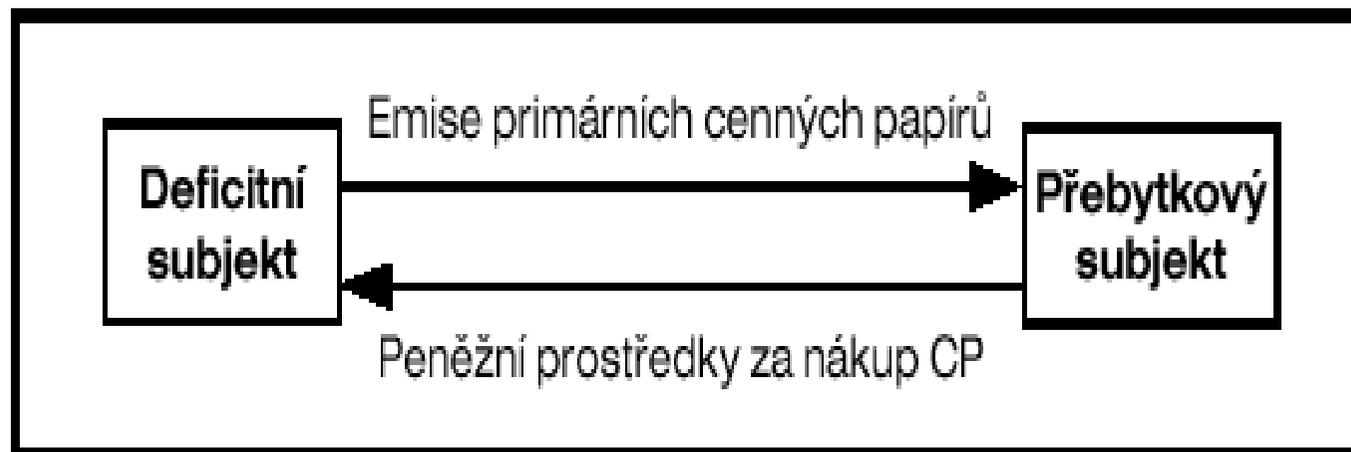 Emise primárních cenných papírů
Deficitní
subjekt
Přebytkový
subjekt
Peněžní prostředky za nákup CP